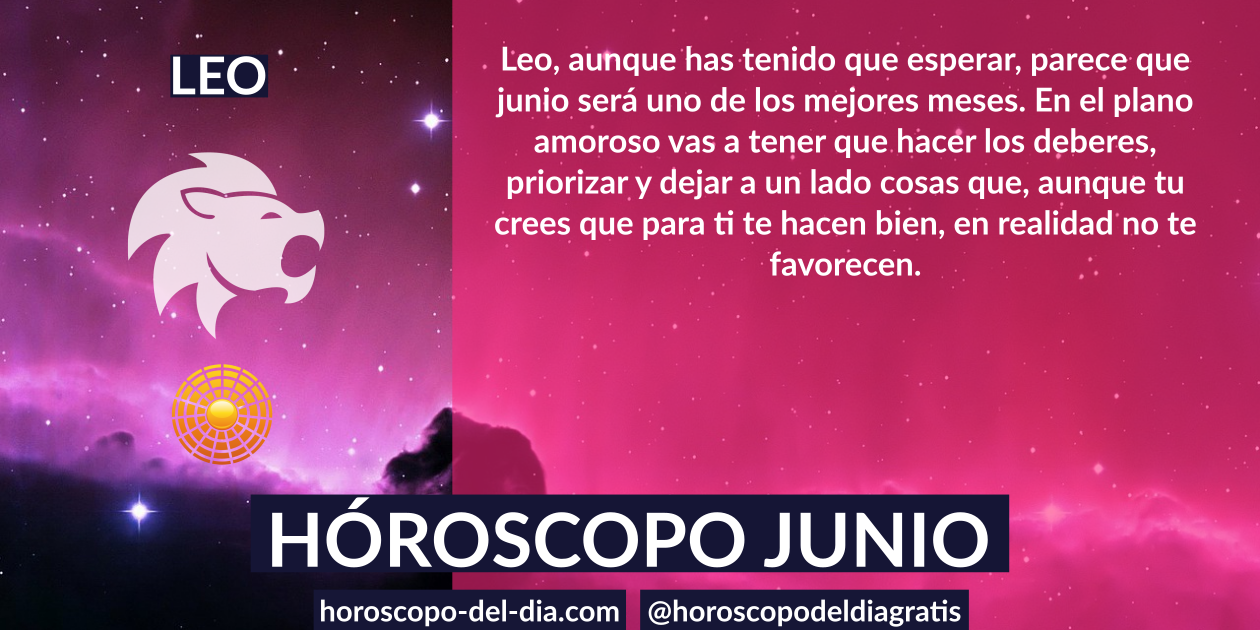 LEO
Leo, aunque has tenido que esperar, parece que
junio será uno de los mejores meses. En el plano
amoroso vas a tener que hacer los deberes,
priorizar y dejar a un lado cosas que, aunque tu
crees que para ti te hacen bien, en realidad no te
favorecen.
HÓROSCOPO JUNIO
horoscopo-del-dia.com
@horoscopodeldiagratis